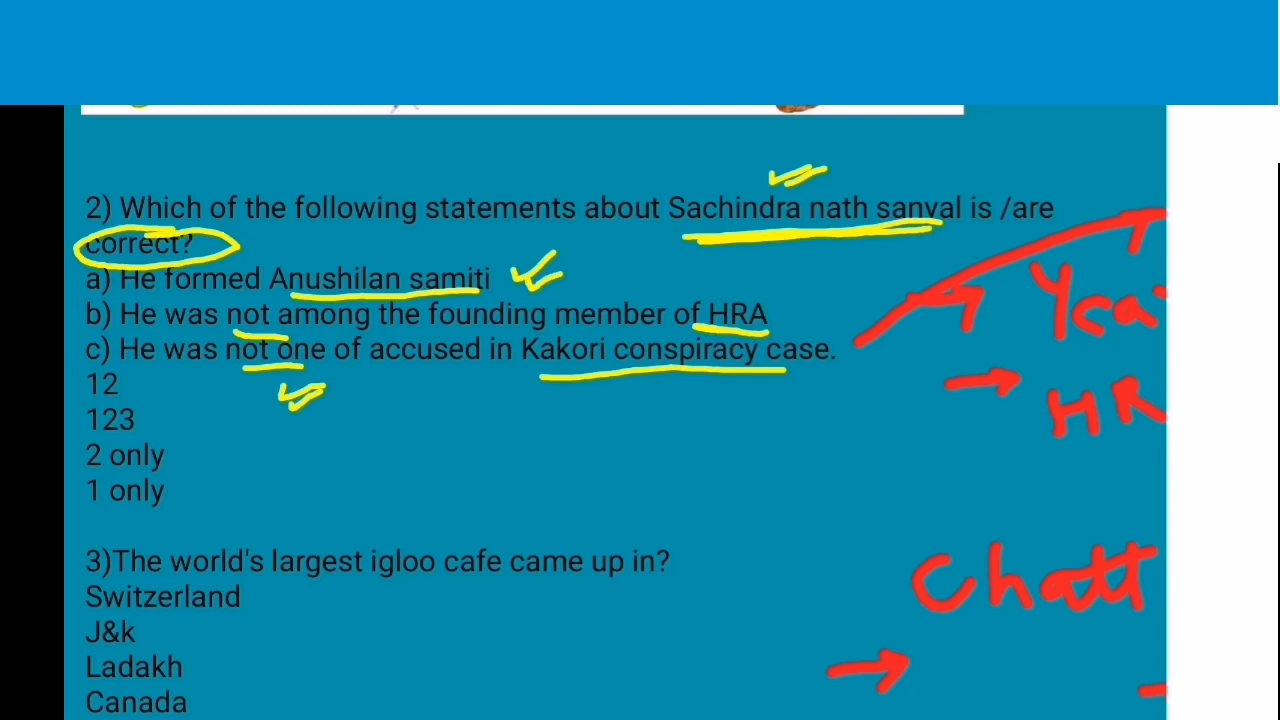 2) Which of the following statements about Sachindra nath sanyal is /are
correct?
a) He formed Anushilan samiti
b) He was not among the founding member of HRA
c) He was not one of accused in Kakori conspiracy case.
12
123
2 only
1 only
Yea
HR
3)The world's largest igloo cafe came up in?
Switzerland
J&k
Ladakh
Canada
Chatt